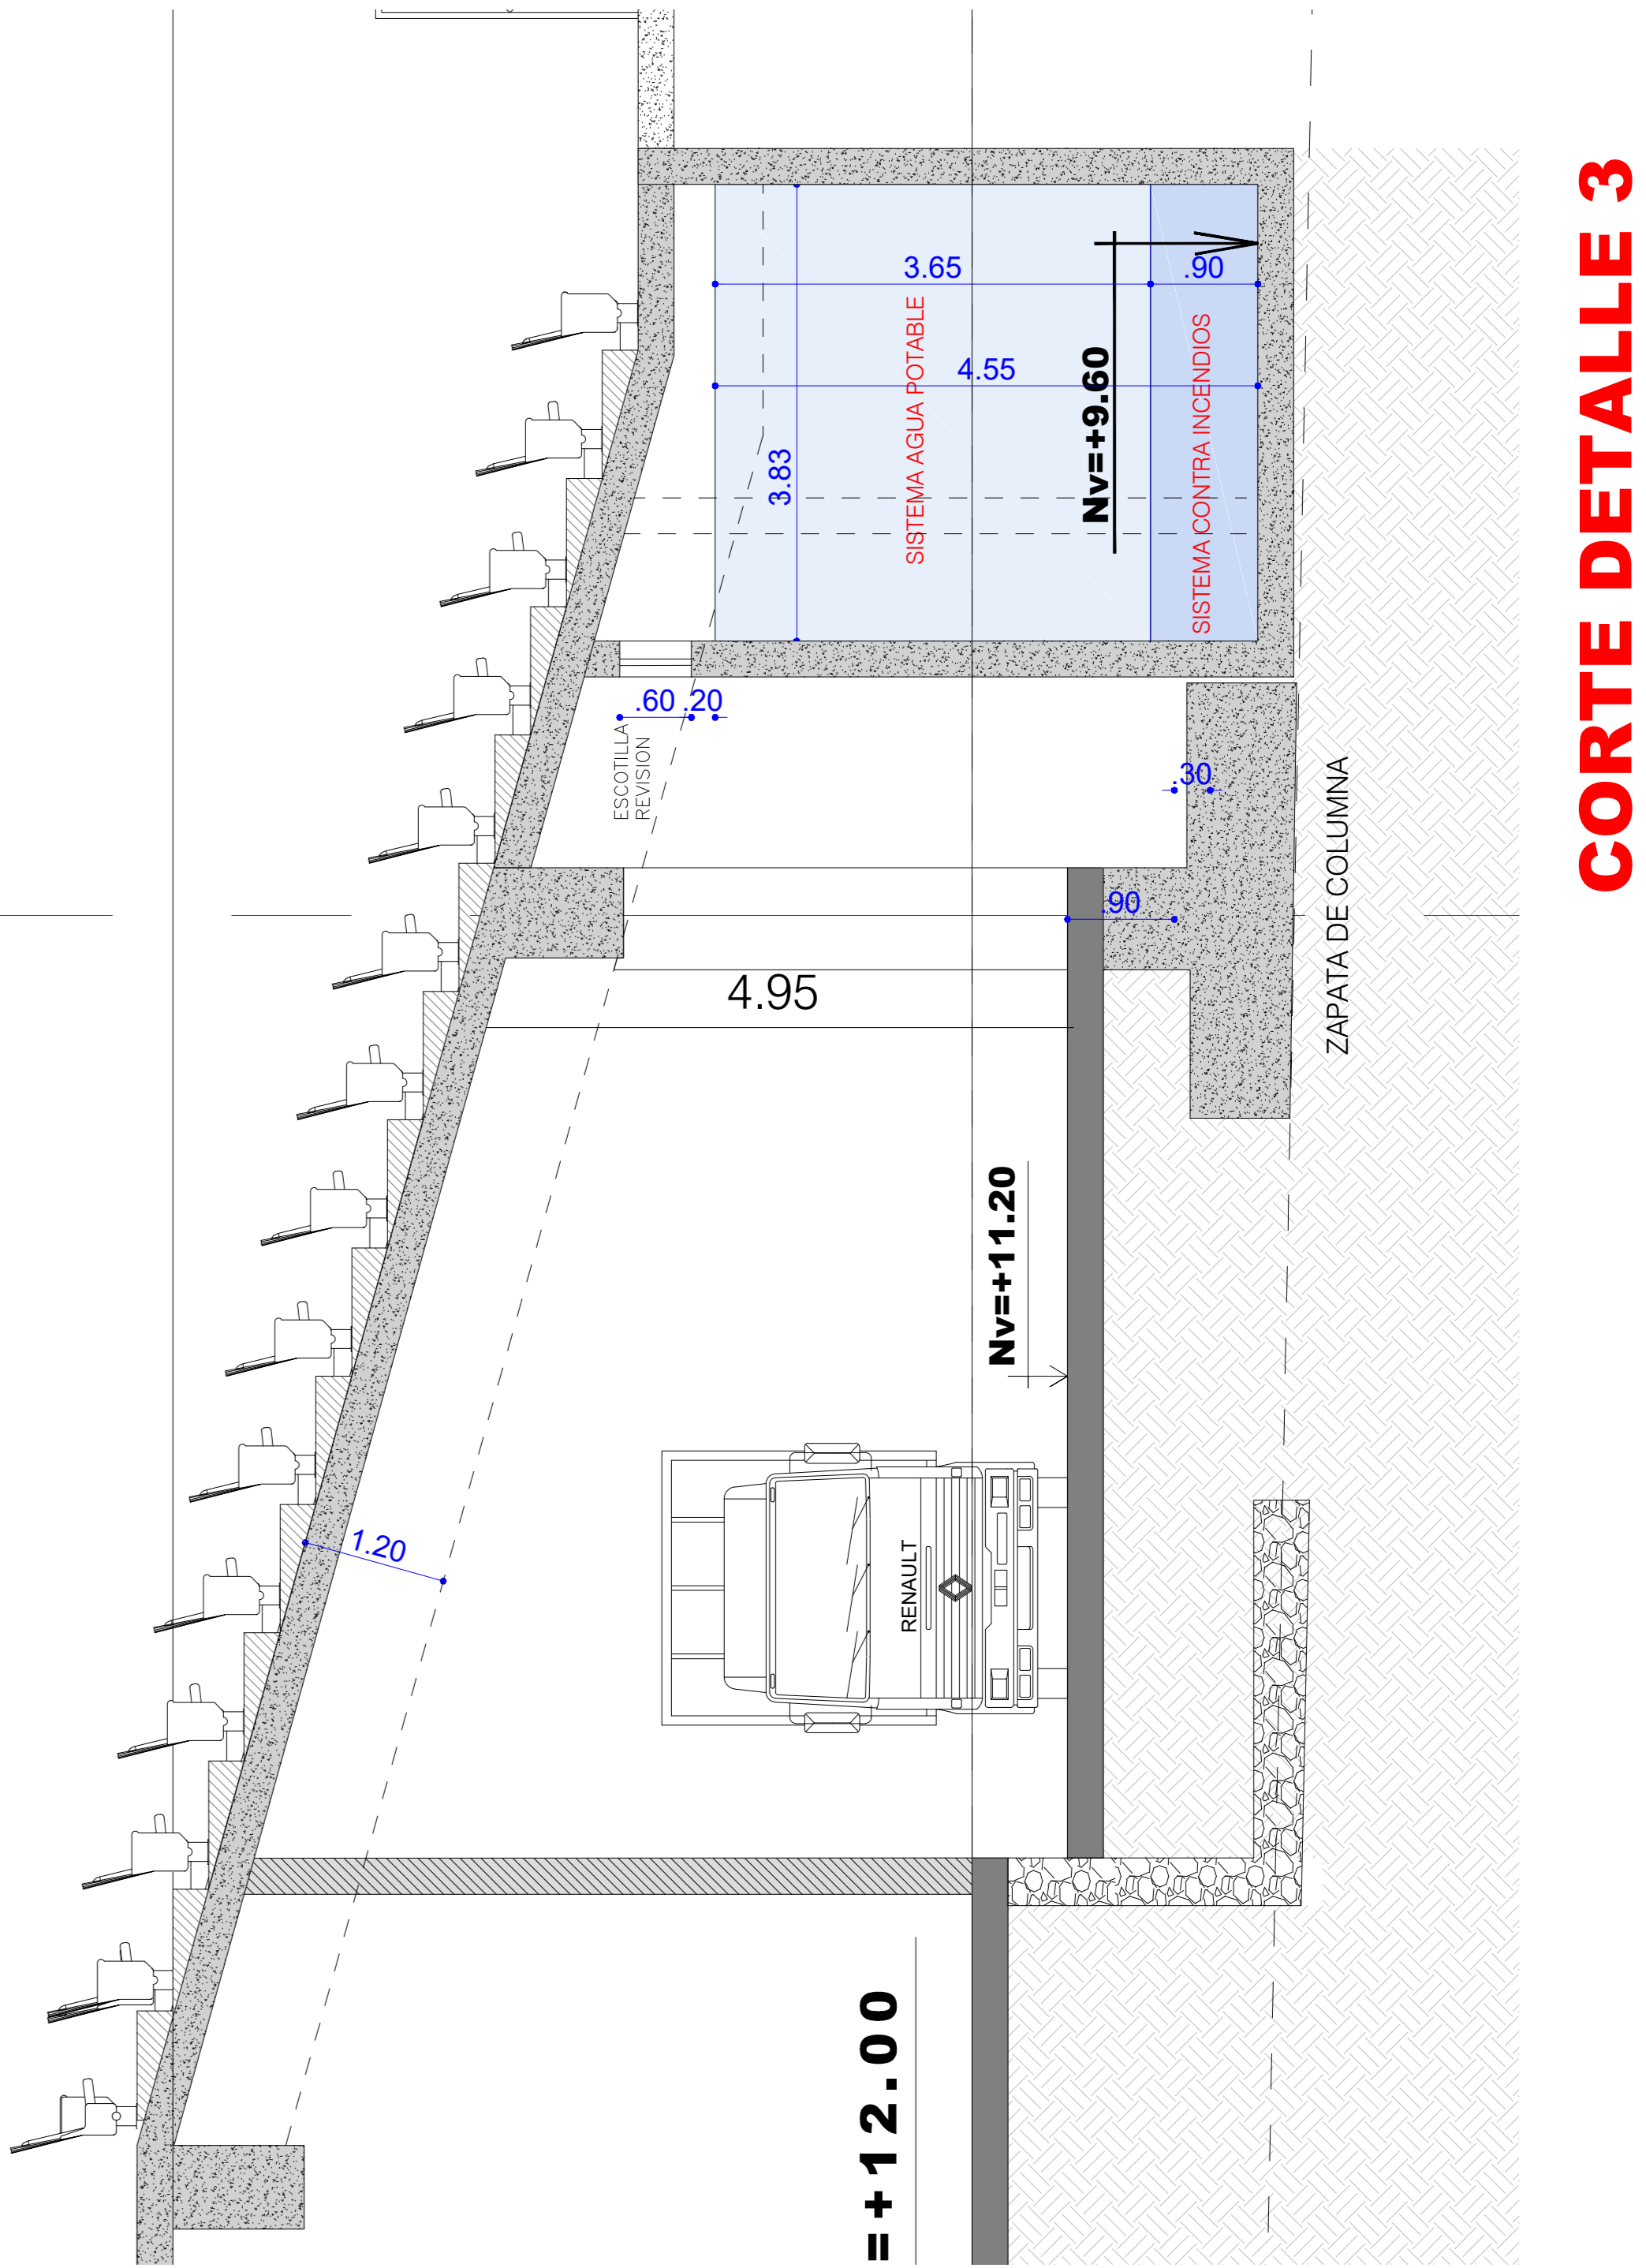 CORTE DETALLE 3
3.65
.90
4.55
3.83
SISTEMA AGUA POTABLE
Nv=+9.60
SISTEMA CONTRA INCENDIOS
.60
.20
ESCOTILLA
REVISION
.30
.90
ZAPATA DE COLUMNA
4.95
Nv=+11.20
1.20
RENAULT
=+12.00